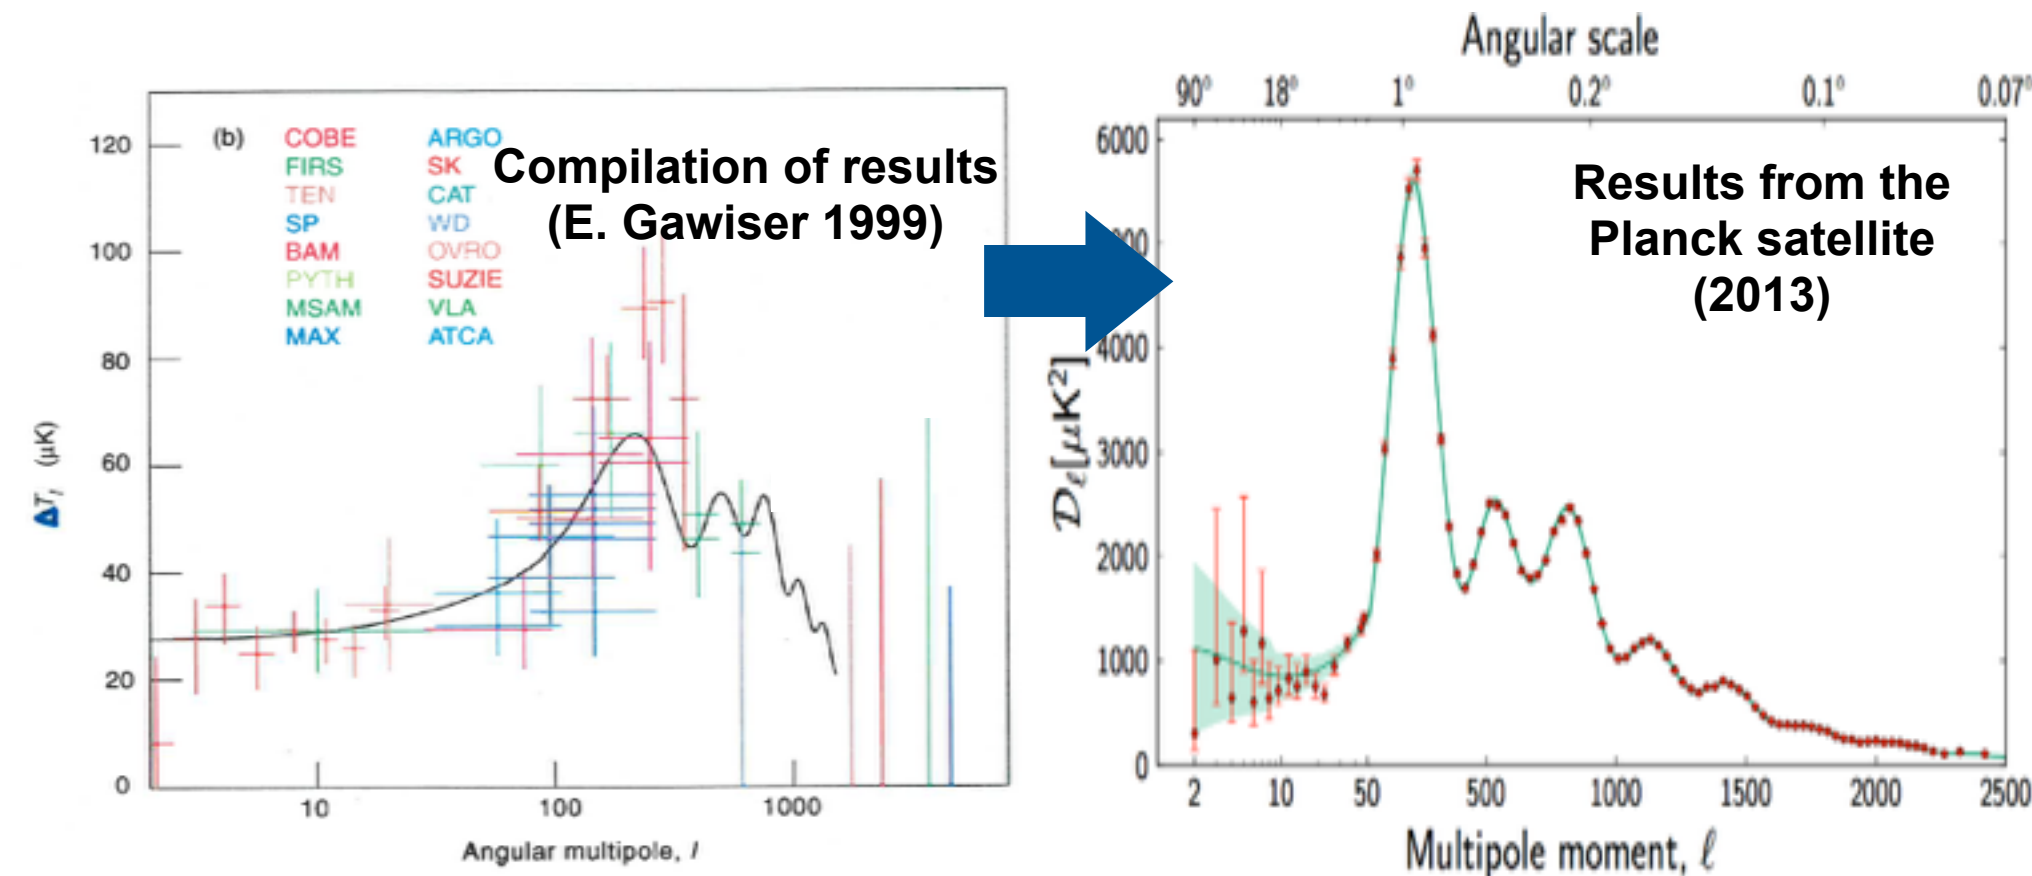 Compilation of results
(E. Gawiser 1999)
(b)
COBE ARGO
FIRS SK
TEN CAT
SP WD
BAM OVRO
PYTH SUZIE
MSAM VLA
MAX ATCA
120
100
80
60
40
20
0
ΔT_l (μK)
10 100 1000
Angular multipole, l
Angular scale
90° 18° 1° 0.2° 0.1° 0.07°
Results from the
Planck satellite
(2013)
6000
4000
3000
2000
1000
0
𝒟_ℓ[μK²]
2 10 50 500 1000 1500 2000 2500
Multipole moment, ℓ